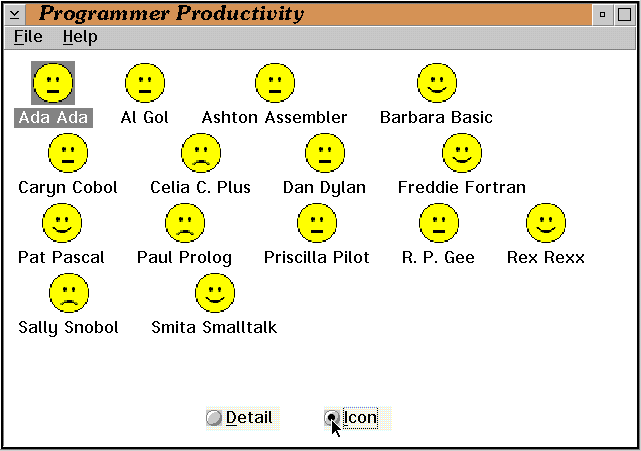 Programmer Productivity
File Help
Ada Ada Al Gol Ashton Assembler Barbara Basic
Caryn Cobol Celia C. Plus Dan Dylan Freddie Fortran
Pat Pascal Paul Prolog Priscilla Pilot R. P. Gee Rex Rexx
Sally Snobol Smita Smalltalk
Detail Icon